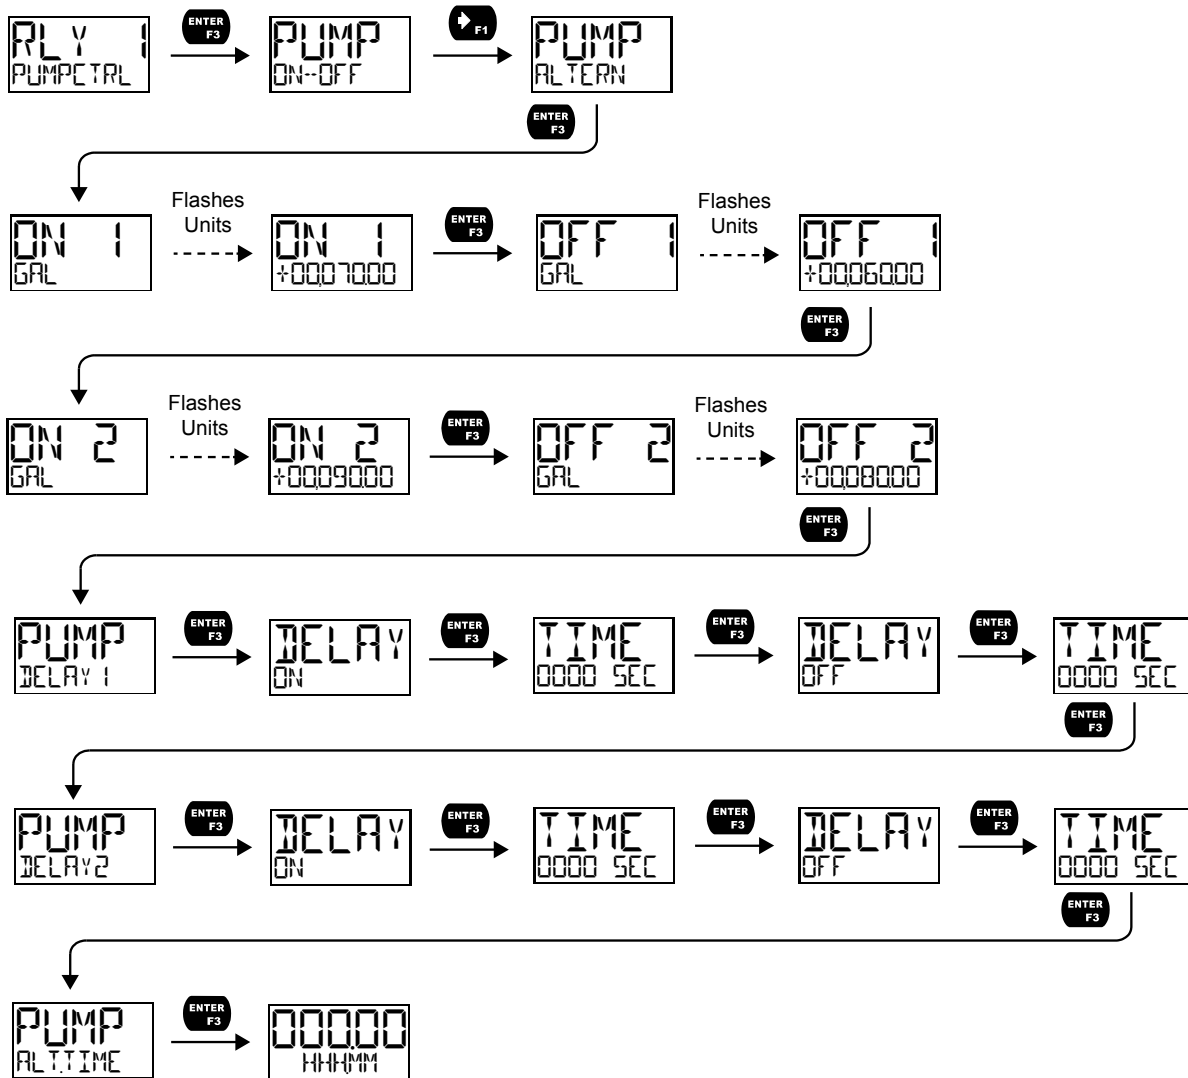 RLY 1
PUMPCTRL
ENTER
F3
PUMP
ON--OFF
F1
PUMP
ALTERN
ENTER
F3
ON 1
GAL
Flashes
Units
ON 1
+00,070.00
ENTER
F3
OFF 1
GAL
Flashes
Units
OFF 1
+00,060.00
ENTER
F3
ON 2
GAL
Flashes
Units
ON 2
+00,090.00
ENTER
F3
OFF 2
GAL
Flashes
Units
OFF 2
+00,080.00
ENTER
F3
PUMP
DELAY1
ENTER
F3
DELAY
ON
ENTER
F3
TIME
0000 SEC
ENTER
F3
DELAY
OFF
ENTER
F3
TIME
0000 SEC
ENTER
F3
PUMP
DELAY2
ENTER
F3
DELAY
ON
ENTER
F3
TIME
0000 SEC
ENTER
F3
DELAY
OFF
ENTER
F3
TIME
0000 SEC
ENTER
F3
PUMP
ALT.TIME
ENTER
F3
000.00
HHH.MM